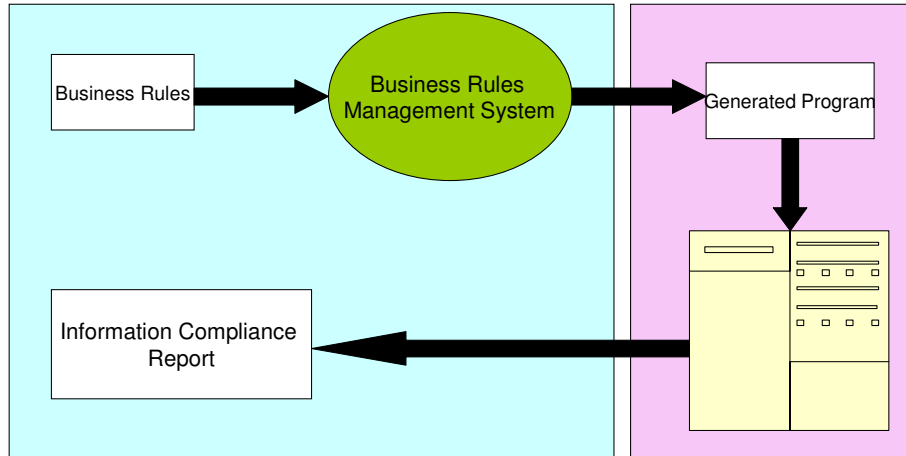 Business Rules
Business Rules
Management System
Generated Program
Information Compliance
Report